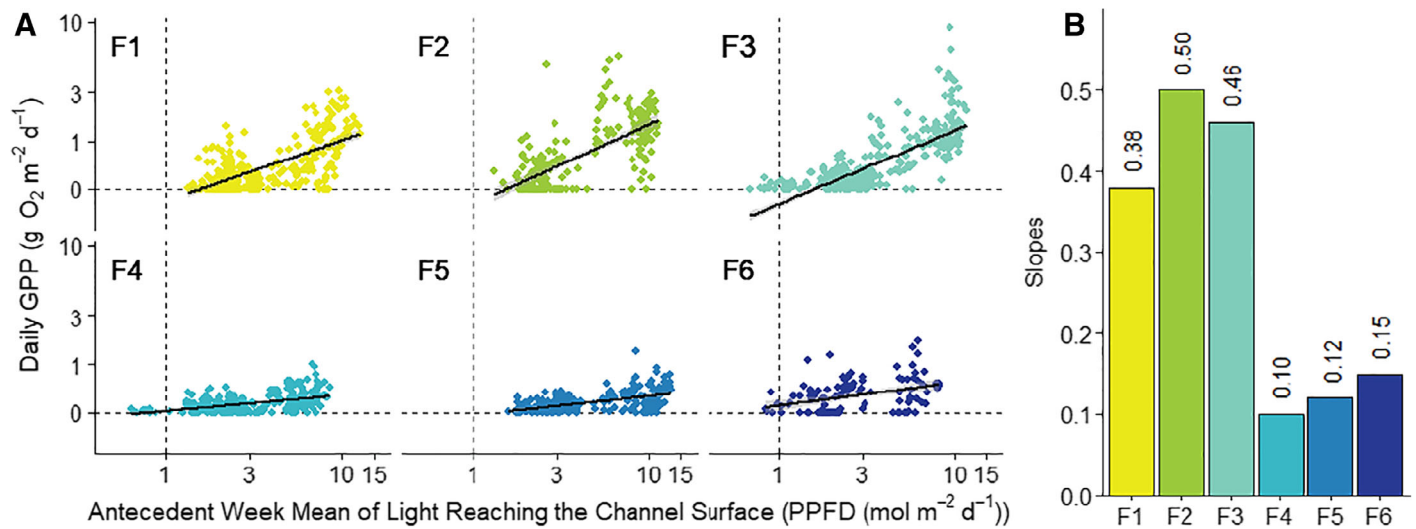 A
F1
F2
F3
10
3
1
0
F4
F5
F6
10
3
1
0
1 3 10 15
1 3 10 15
1 3 10 15
Daily GPP (g O₂ m⁻² d⁻¹)
Antecedent Week Mean of Light Reaching the Channel Surface (PPFD (mol m⁻² d⁻¹))
B
Slopes
0.5
0.4
0.3
0.2
0.1
0.0
0.38
0.50
0.46
0.10
0.12
0.15
F1 F2 F3 F4 F5 F6